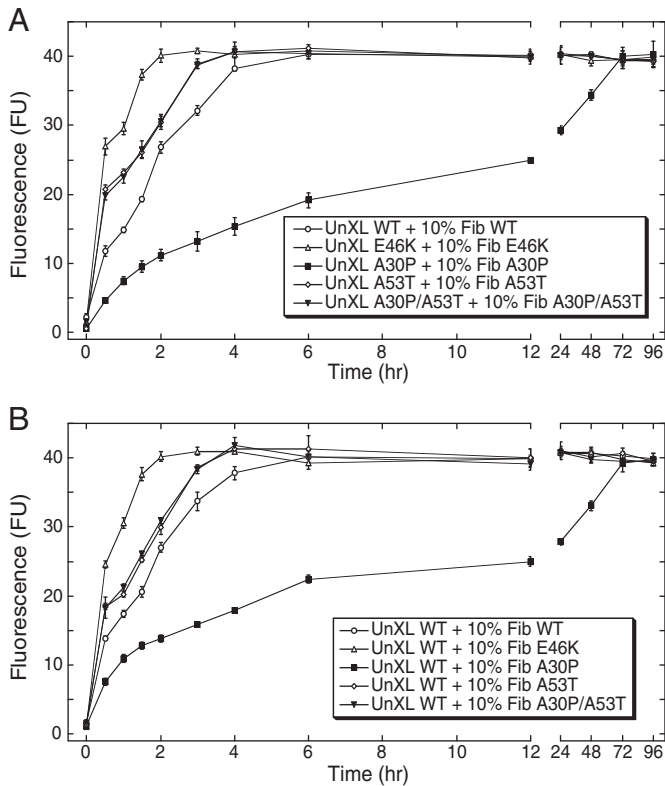 A
Fluorescence (FU)
50
40
30
20
10
0
UnXL WT + 10% Fib WT
UnXL E46K + 10% Fib E46K
UnXL A30P + 10% Fib A30P
UnXL A53T + 10% Fib A53T
UnXL A30P/A53T + 10% Fib A30P/A53T
0 2 4 6 8 10 12 24 48 72 96
Time (hr)
B
Fluorescence (FU)
50
40
30
20
10
0
UnXL WT + 10% Fib WT
UnXL WT + 10% Fib E46K
UnXL WT + 10% Fib A30P
UnXL WT + 10% Fib A53T
UnXL WT + 10% Fib A30P/A53T
0 2 4 6 8 10 12 24 48 72 96
Time (hr)